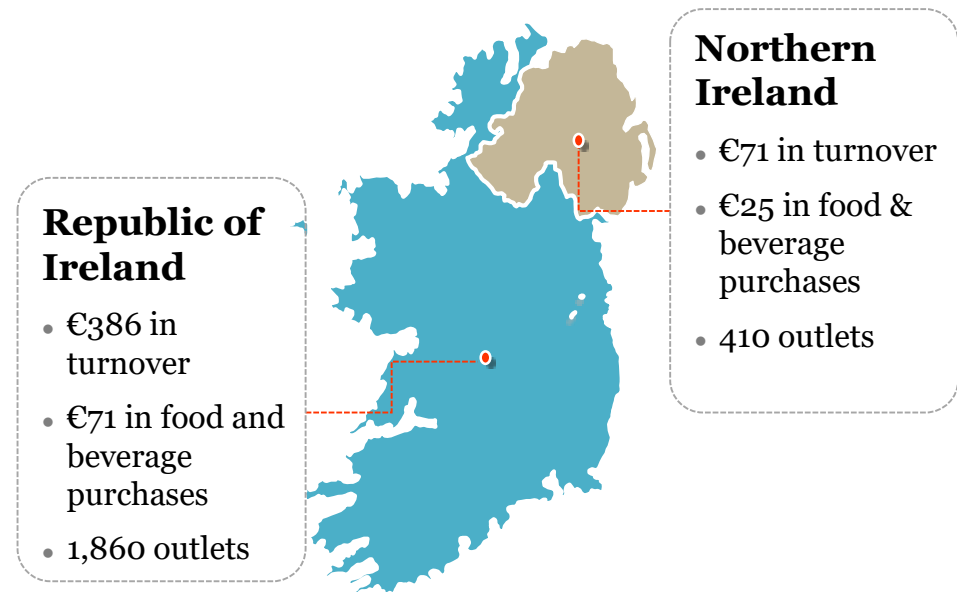 Republic of
Ireland
• €386 in
turnover
• €71 in food and
beverage
purchases
• 1,860 outlets
Northern
Ireland
• €71 in turnover
• €25 in food &
beverage
purchases
• 410 outlets